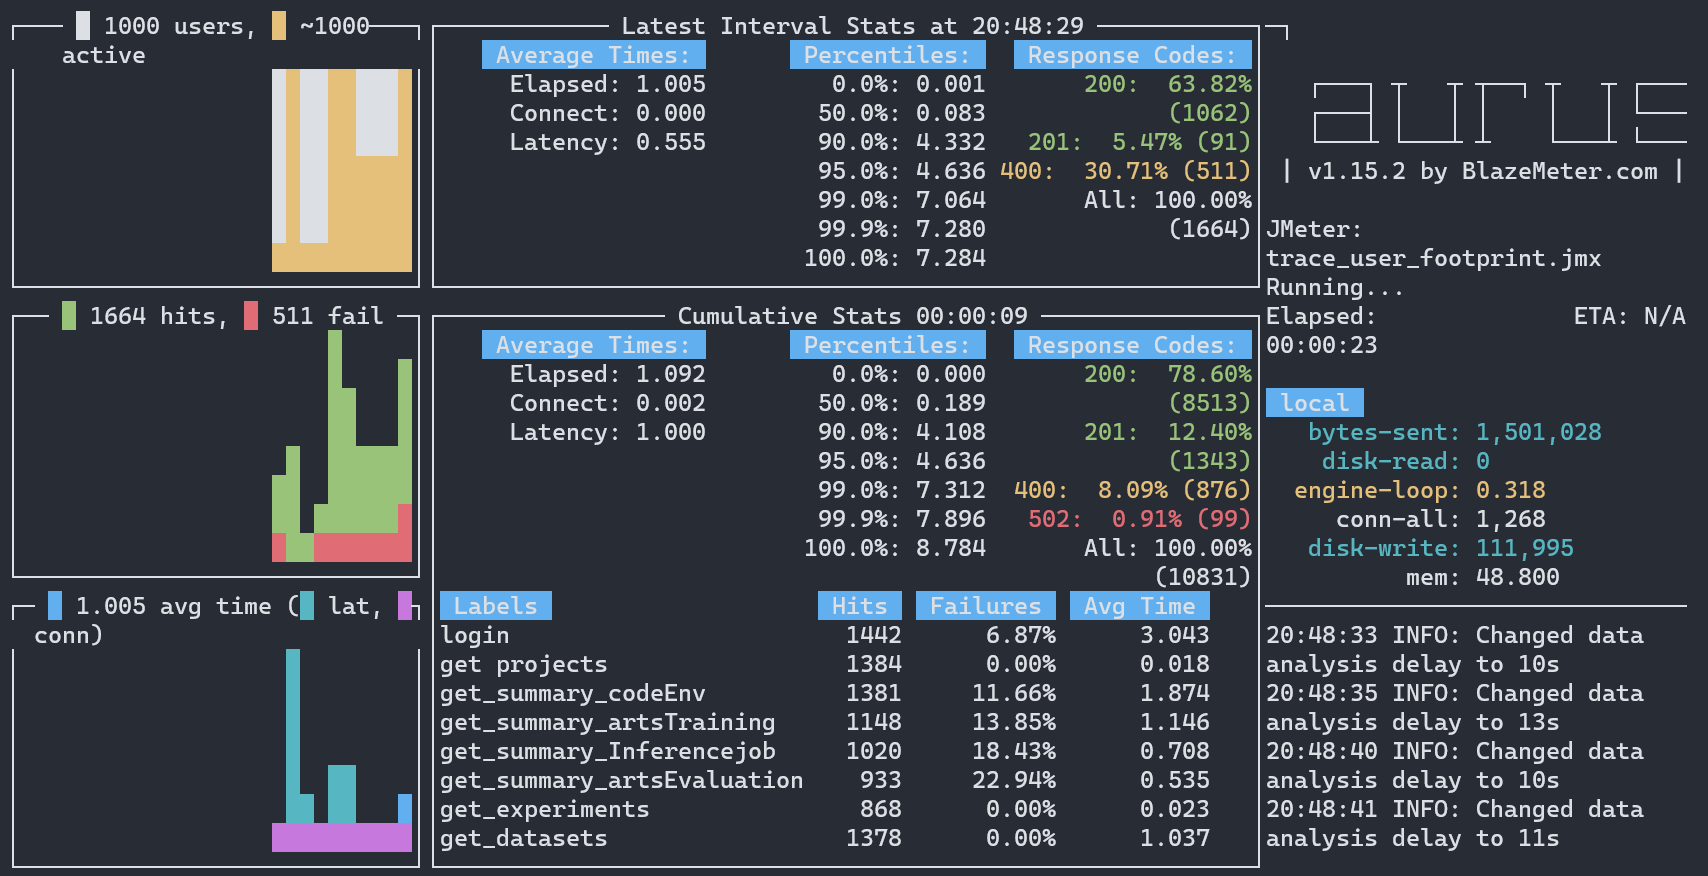 1000 users, ~1000
active
1664 hits, 511 fail
1.005 avg time ( lat,
conn)
Latest Interval Stats at 20:48:29
Average Times: Percentiles: Response Codes:
Elapsed: 1.005 0.0%: 0.001 200: 63.82%
Connect: 0.000 50.0%: 0.083 (1062)
Latency: 0.555 90.0%: 4.332 201: 5.47% (91)
95.0%: 4.636 400: 30.71% (511)
99.0%: 7.064 All: 100.00%
99.9%: 7.280 (1664)
100.0%: 7.284
Cumulative Stats 00:00:09
Average Times: Percentiles: Response Codes:
Elapsed: 1.092 0.0%: 0.000 200: 78.60%
Connect: 0.002 50.0%: 0.189 (8513)
Latency: 1.000 90.0%: 4.108 201: 12.40%
95.0%: 4.636 (1343)
99.0%: 7.312 400: 8.09% (876)
99.9%: 7.896 502: 0.91% (99)
100.0%: 8.784 All: 100.00%
(10831)
Labels Hits Failures Avg Time
login 1442 6.87% 3.043
get projects 1384 0.00% 0.018
get_summary_codeEnv 1381 11.66% 1.874
get_summary_artsTraining 1148 13.85% 1.146
get_summary_Inferencejob 1020 18.43% 0.708
get_summary_artsEvaluation 933 22.94% 0.535
get_experiments 868 0.00% 0.023
get_datasets 1378 0.00% 1.037
aurus
| v1.15.2 by BlazeMeter.com |
JMeter:
trace_user_footprint.jmx
Running...
Elapsed: ETA: N/A
00:00:23
local
bytes-sent: 1,501,028
disk-read: 0
engine-loop: 0.318
conn-all: 1,268
disk-write: 111,995
mem: 48.800
20:48:33 INFO: Changed data
analysis delay to 10s
20:48:35 INFO: Changed data
analysis delay to 13s
20:48:40 INFO: Changed data
analysis delay to 10s
20:48:41 INFO: Changed data
analysis delay to 11s